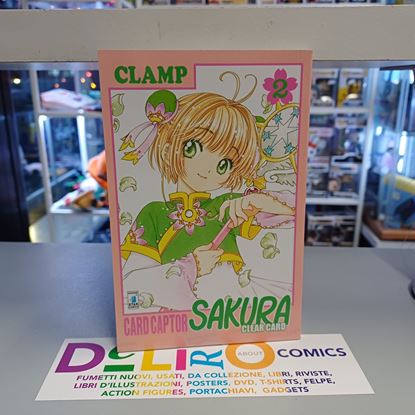 CLAMP
2
CARD CAPTOR SAKURA
CLEAR CARD
DeLiRO ABOUT COMICS
FUMETTI NUOVI, USATI, DA COLLEZIONE, LIBRI, RIVISTE,
LIBRI D'ILLUSTRAZIONI, POSTERS, DVD, T-SHIRTS, FELPE,
ACTION FIGURES, PORTACHIAVI, GADGETS